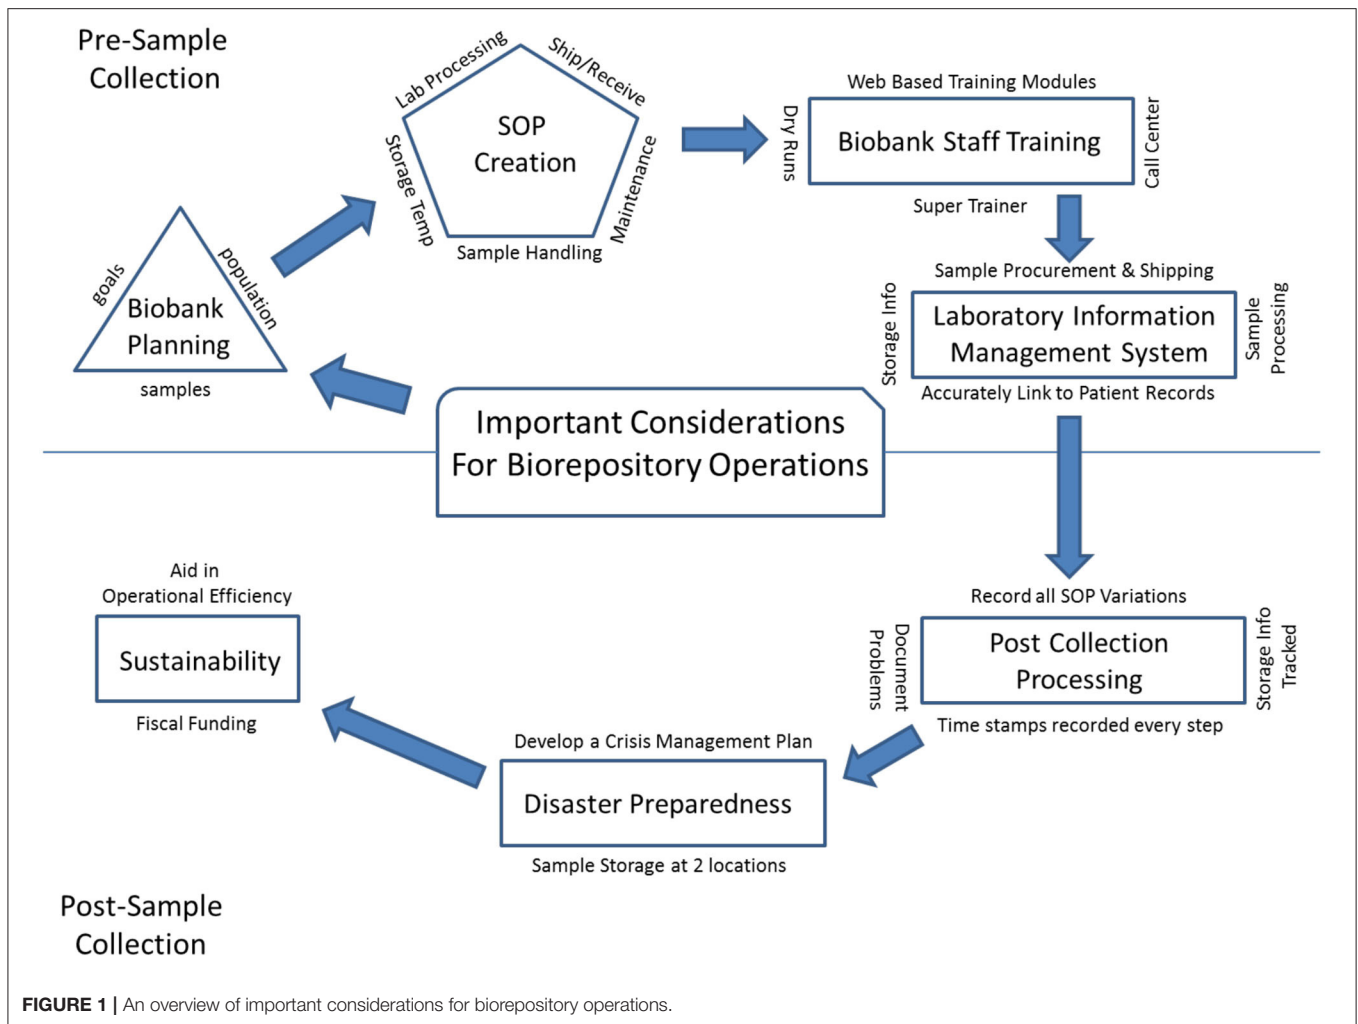 Pre-Sample
Collection
Lab Processing
Ship/Receive
SOP
Creation
Storage Temp
Maintenance
Sample Handling
Web Based Training Modules
Dry Runs
Biobank Staff Training
Call Center
Super Trainer
goals
population
Biobank
Planning
samples
Sample Procurement & Shipping
Storage Info
Laboratory Information
Management System
Sample
Processing
Accurately Link to Patient Records
Important Considerations
For Biorepository Operations
Aid in
Operational Efficiency
Sustainability
Fiscal Funding
Record all SOP Variations
Document
Problems
Post Collection
Processing
Storage Info
Tracked
Time stamps recorded every step
Develop a Crisis Management Plan
Disaster Preparedness
Sample Storage at 2 locations
Post-Sample
Collection
FIGURE 1 | An overview of important considerations for biorepository operations.